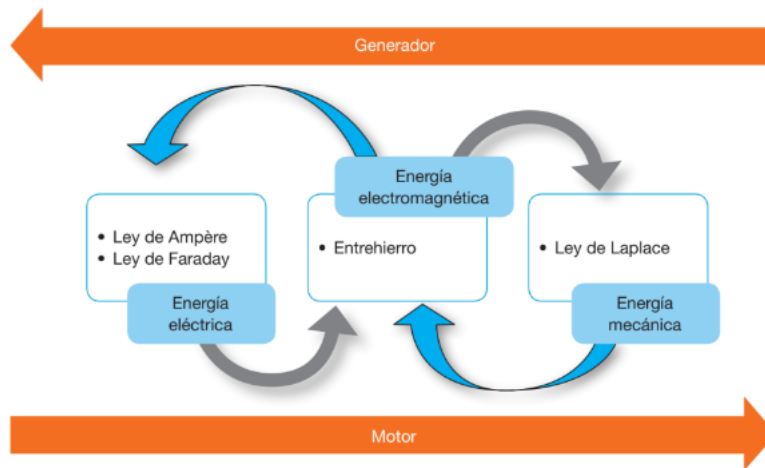 Generador
Energía
electromagnética
• Ley de Ampère
• Ley de Faraday
• Entrehierro
• Ley de Laplace
Energía
eléctrica
Energía
mecánica
Motor